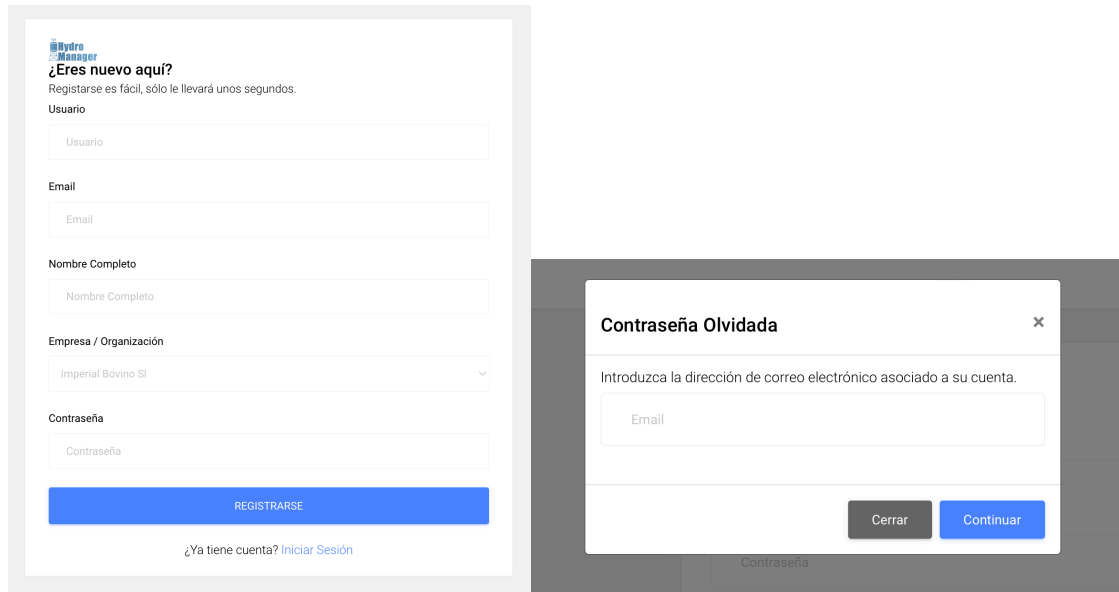 Hydro
Manager
¿Eres nuevo aquí?
Registarse es fácil, sólo le llevará unos segundos.
Usuario
Usuario
Email
Email
Nombre Completo
Nombre Completo
Empresa / Organización
Imperial Bovino Sl
Contraseña
Contraseña
REGISTRARSE
¿Ya tiene cuenta? Iniciar Sesión
Contraseña Olvidada
×
Introduzca la dirección de correo electrónico asociado a su cuenta.
Email
Cerrar
Continuar
Contraseña